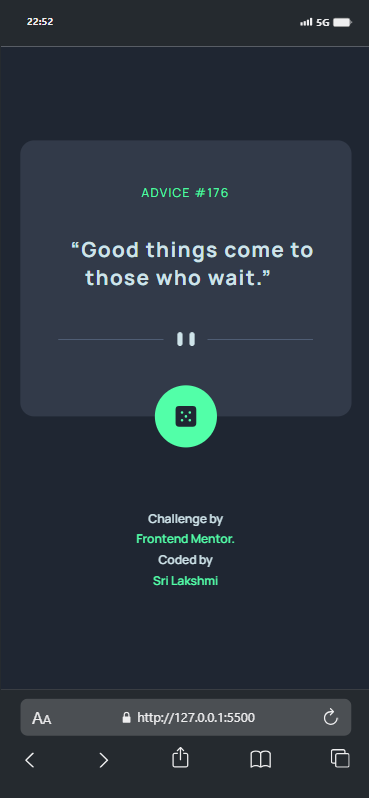 22:52
5G
ADVICE #176
“Good things come to
those who wait.”
Challenge by
Frontend Mentor.
Coded by
Sri Lakshmi
AA http://127.0.0.1:5500